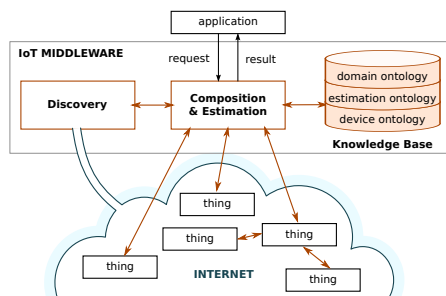 application
IoT MIDDLEWARE
request
result
Discovery
Composition
& Estimation
domain ontology
estimation ontology
device ontology
Knowledge Base
thing
thing
thing
thing
INTERNET
thing